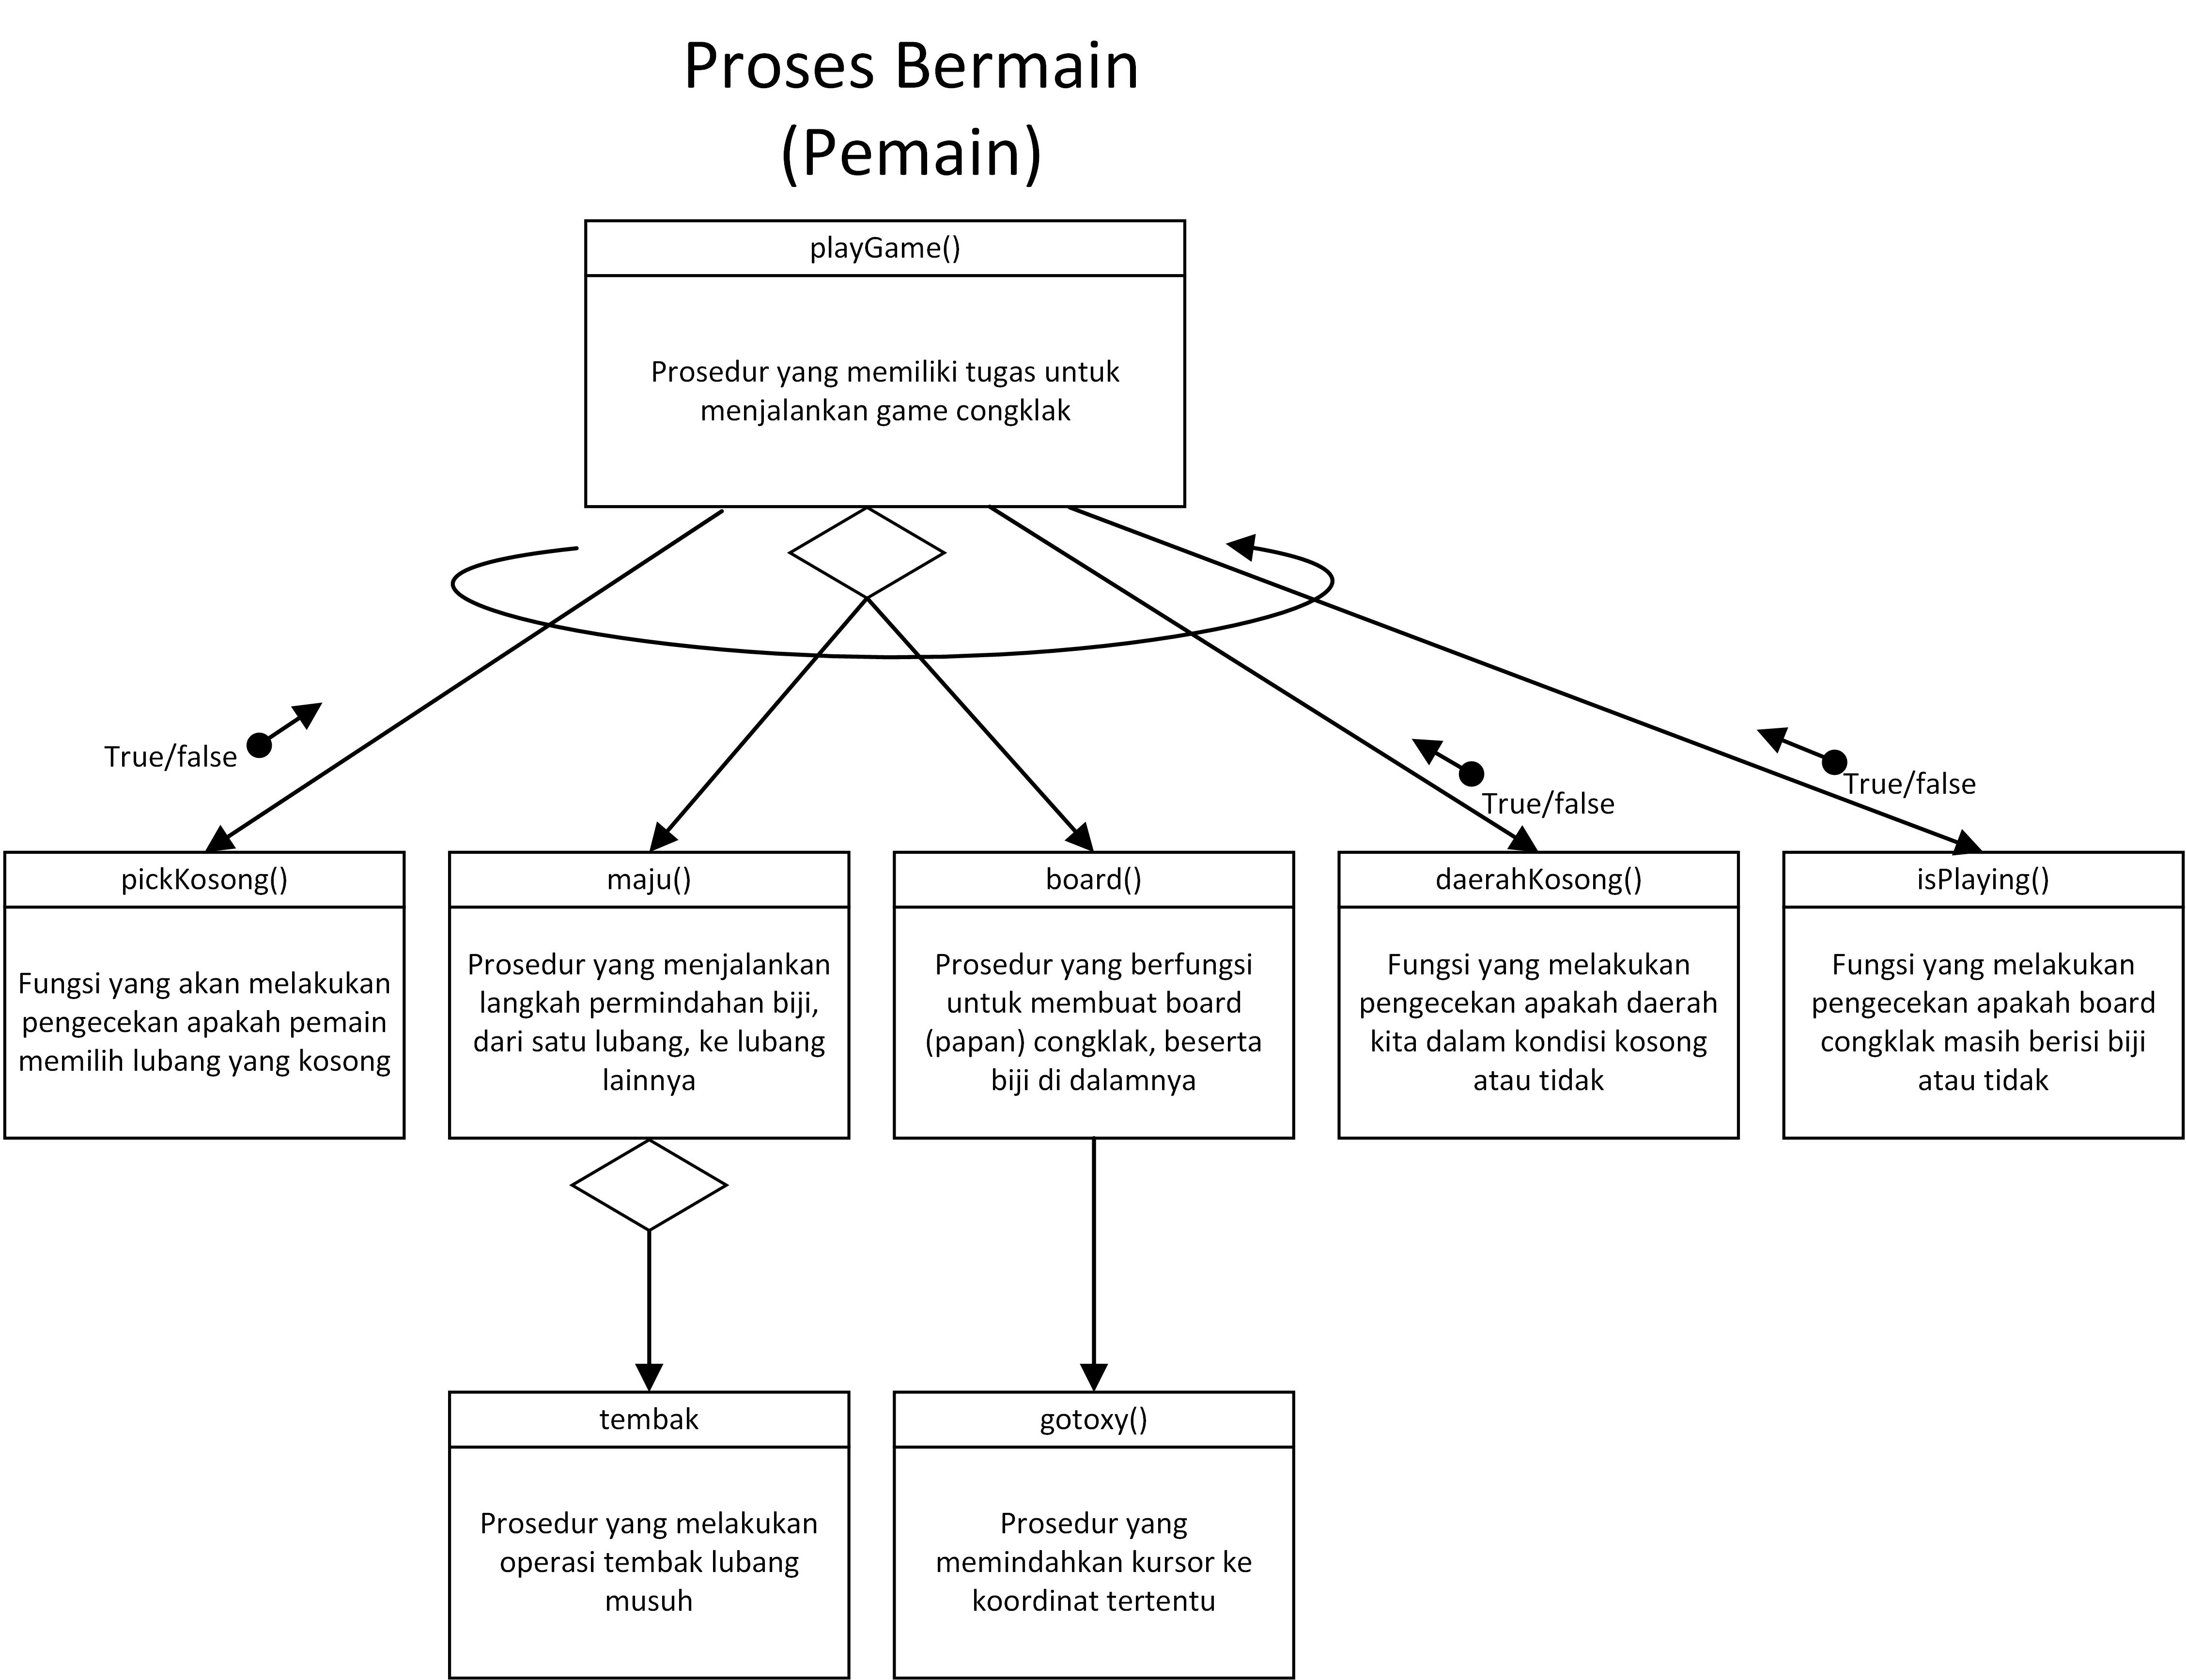 Proses Bermain
(Pemain)
playGame()
Prosedur yang memiliki tugas untuk
menjalankan game congklak
True/false
True/false
True/false
pickKosong()
Fungsi yang akan melakukan
pengecekan apakah pemain
memilih lubang yang kosong
maju()
Prosedur yang menjalankan
langkah permindahan biji,
dari satu lubang, ke lubang
lainnya
board()
Prosedur yang berfungsi
untuk membuat board
(papan) congklak, beserta
biji di dalamnya
daerahKosong()
Fungsi yang melakukan
pengecekan apakah daerah
kita dalam kondisi kosong
atau tidak
isPlaying()
Fungsi yang melakukan
pengecekan apakah board
congklak masih berisi biji
atau tidak
tembak
Prosedur yang melakukan
operasi tembak lubang
musuh
gotoxy()
Prosedur yang
memindahkan kursor ke
koordinat tertentu